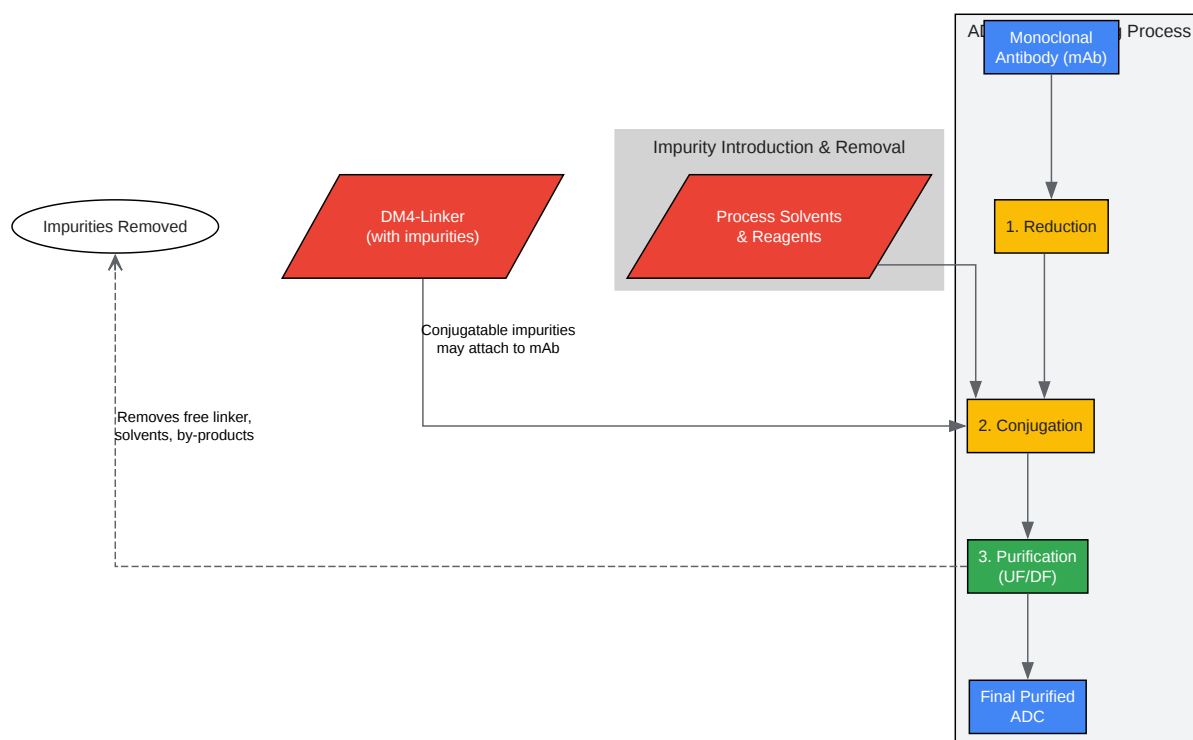 Process
Monoclonal
Antibody (mAb)
Impurity Introduction & Removal
Impurities Removed
DM4-Linker
(with impurities)
Process Solvents
& Reagents
1. Reduction
Conjugatable impurities
may attach to mAb
Removes free linker,
solvents, by-products
2. Conjugation
3. Purification
(UF/DF)
Final Purified
ADC